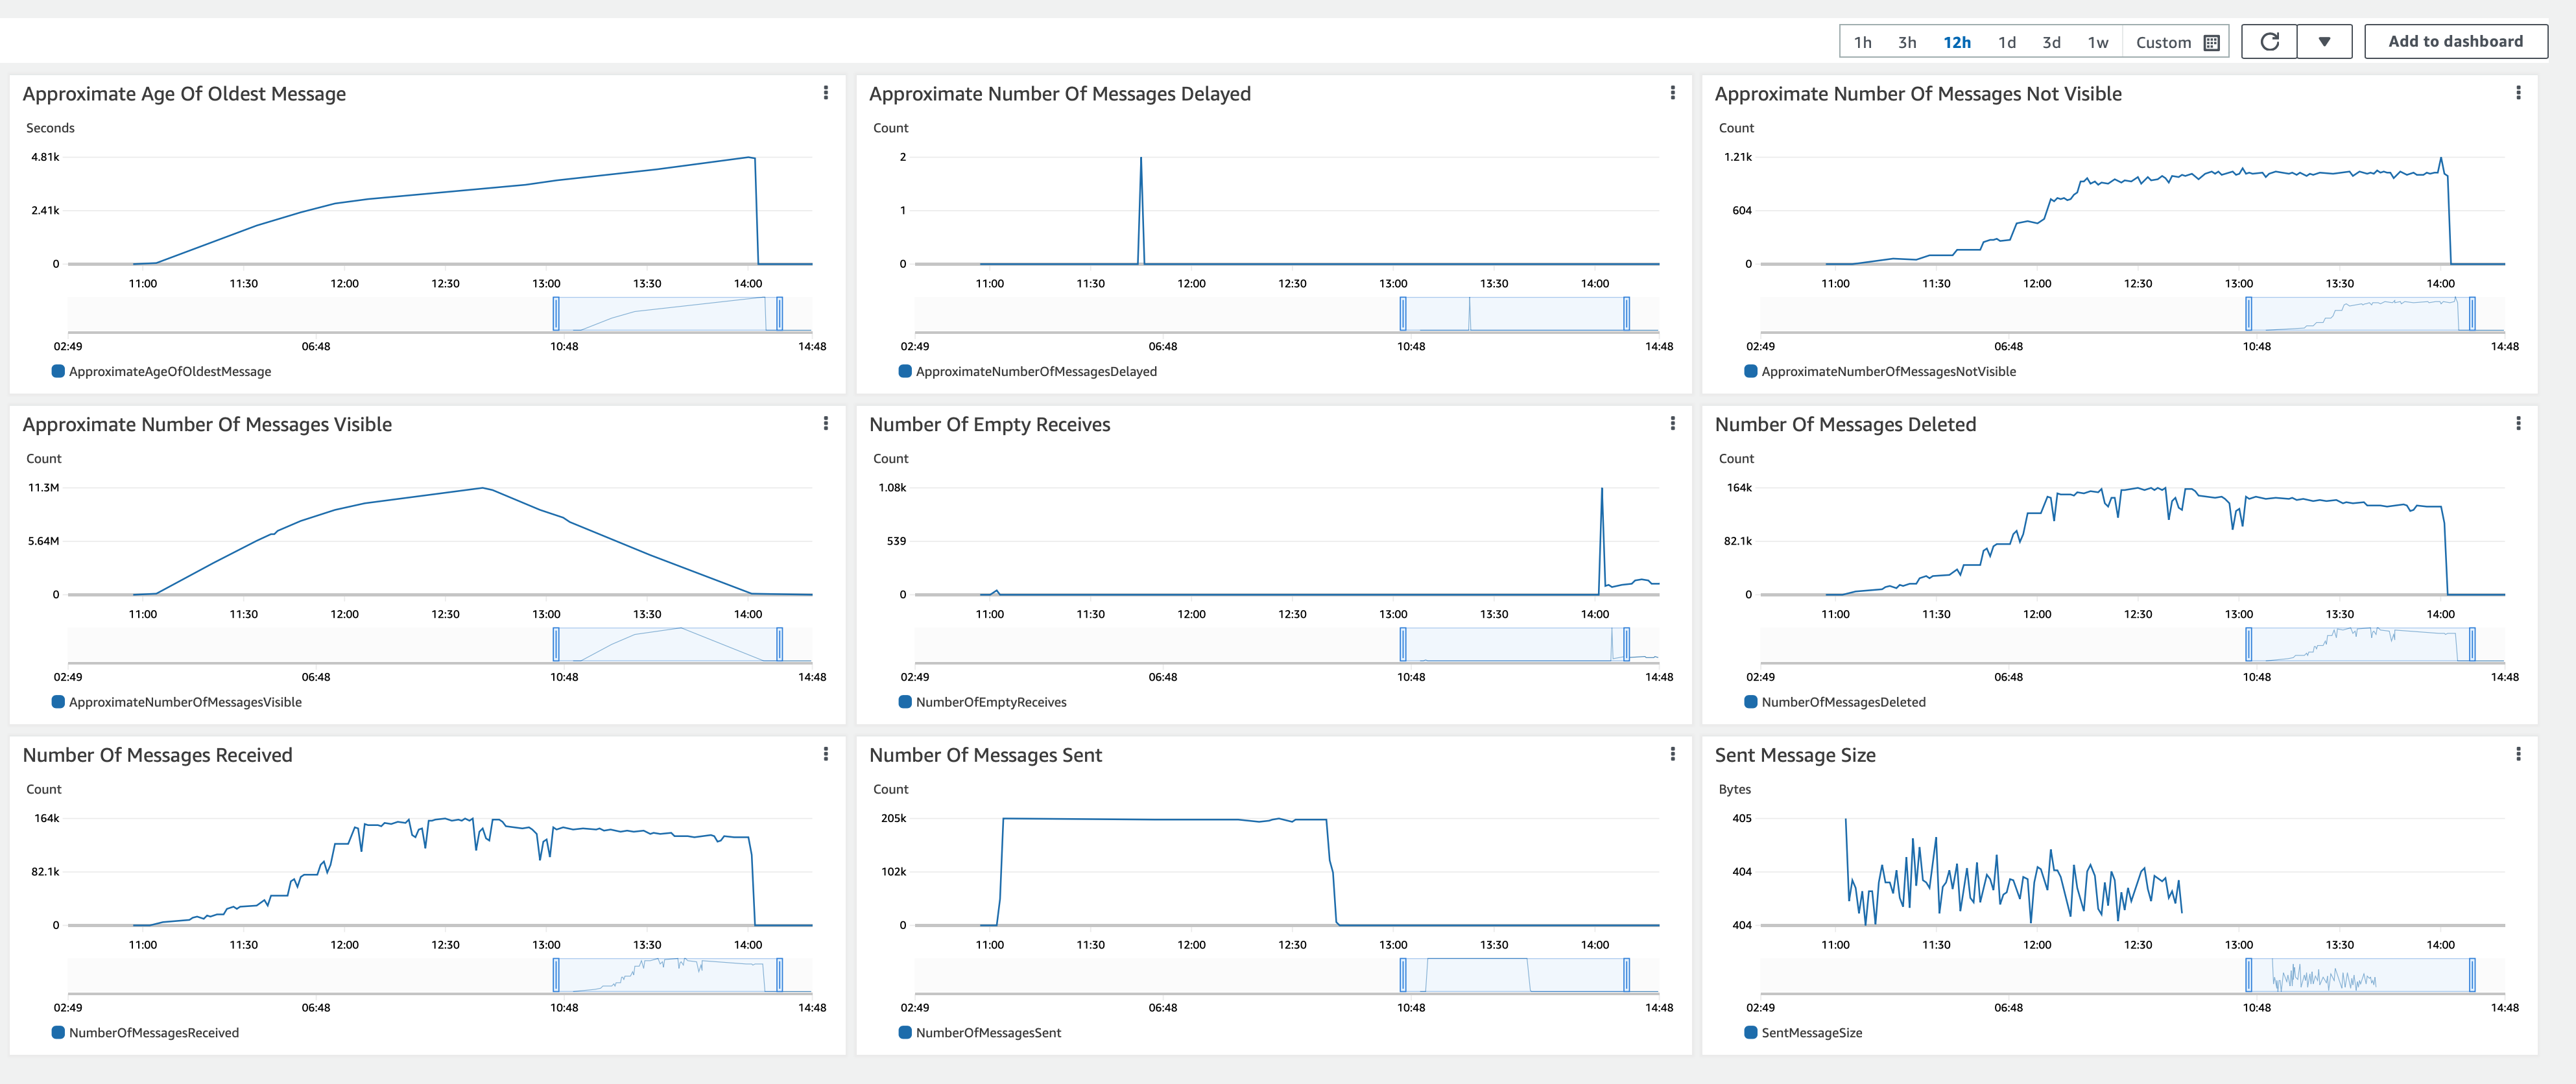 1h 3h 12h 1d 3d 1w Custom Add to dashboard
Approximate Age Of Oldest Message
Seconds
4.81k
2.41k
0
11:00 11:30 12:00 12:30 13:00 13:30 14:00
02:49 06:48 10:48 14:48
ApproximateAgeOfOldestMessage
Approximate Number Of Messages Delayed
Count
2
1
0
11:00 11:30 12:00 12:30 13:00 13:30 14:00
02:49 06:48 10:48 14:48
ApproximateNumberOfMessagesDelayed
Approximate Number Of Messages Not Visible
Count
1.21k
604
0
11:00 11:30 12:00 12:30 13:00 13:30 14:00
02:49 06:48 10:48 14:48
ApproximateNumberOfMessagesNotVisible
Approximate Number Of Messages Visible
Count
11.3M
5.64M
0
11:00 11:30 12:00 12:30 13:00 13:30 14:00
02:49 06:48 10:48 14:48
ApproximateNumberOfMessagesVisible
Number Of Empty Receives
Count
1.08k
539
0
11:00 11:30 12:00 12:30 13:00 13:30 14:00
02:49 06:48 10:48 14:48
NumberOfEmptyReceives
Number Of Messages Deleted
Count
164k
82.1k
0
11:00 11:30 12:00 12:30 13:00 13:30 14:00
02:49 06:48 10:48 14:48
NumberOfMessagesDeleted
Number Of Messages Received
Count
164k
82.1k
0
11:00 11:30 12:00 12:30 13:00 13:30 14:00
02:49 06:48 10:48 14:48
NumberOfMessagesReceived
Number Of Messages Sent
Count
205k
102k
0
11:00 11:30 12:00 12:30 13:00 13:30 14:00
02:49 06:48 10:48 14:48
NumberOfMessagesSent
Sent Message Size
Bytes
405
404
404
11:00 11:30 12:00 12:30 13:00 13:30 14:00
02:49 06:48 10:48 14:48
SentMessageSize